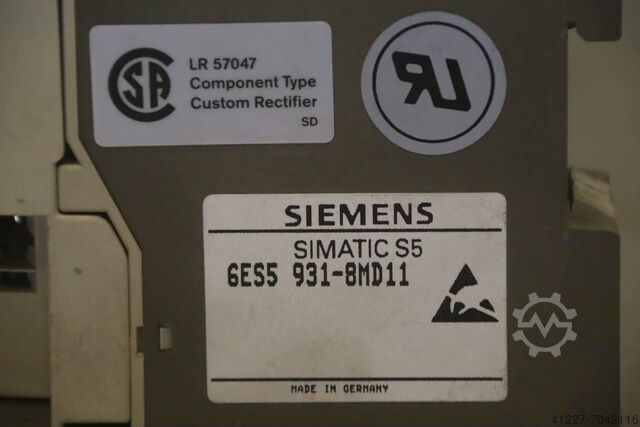 LR 57047
Component Type
Custom Rectifier
SD
SIEMENS
SIMATIC S5
6ES5 931-8MD11
MADE IN GERMANY
41227-7042116